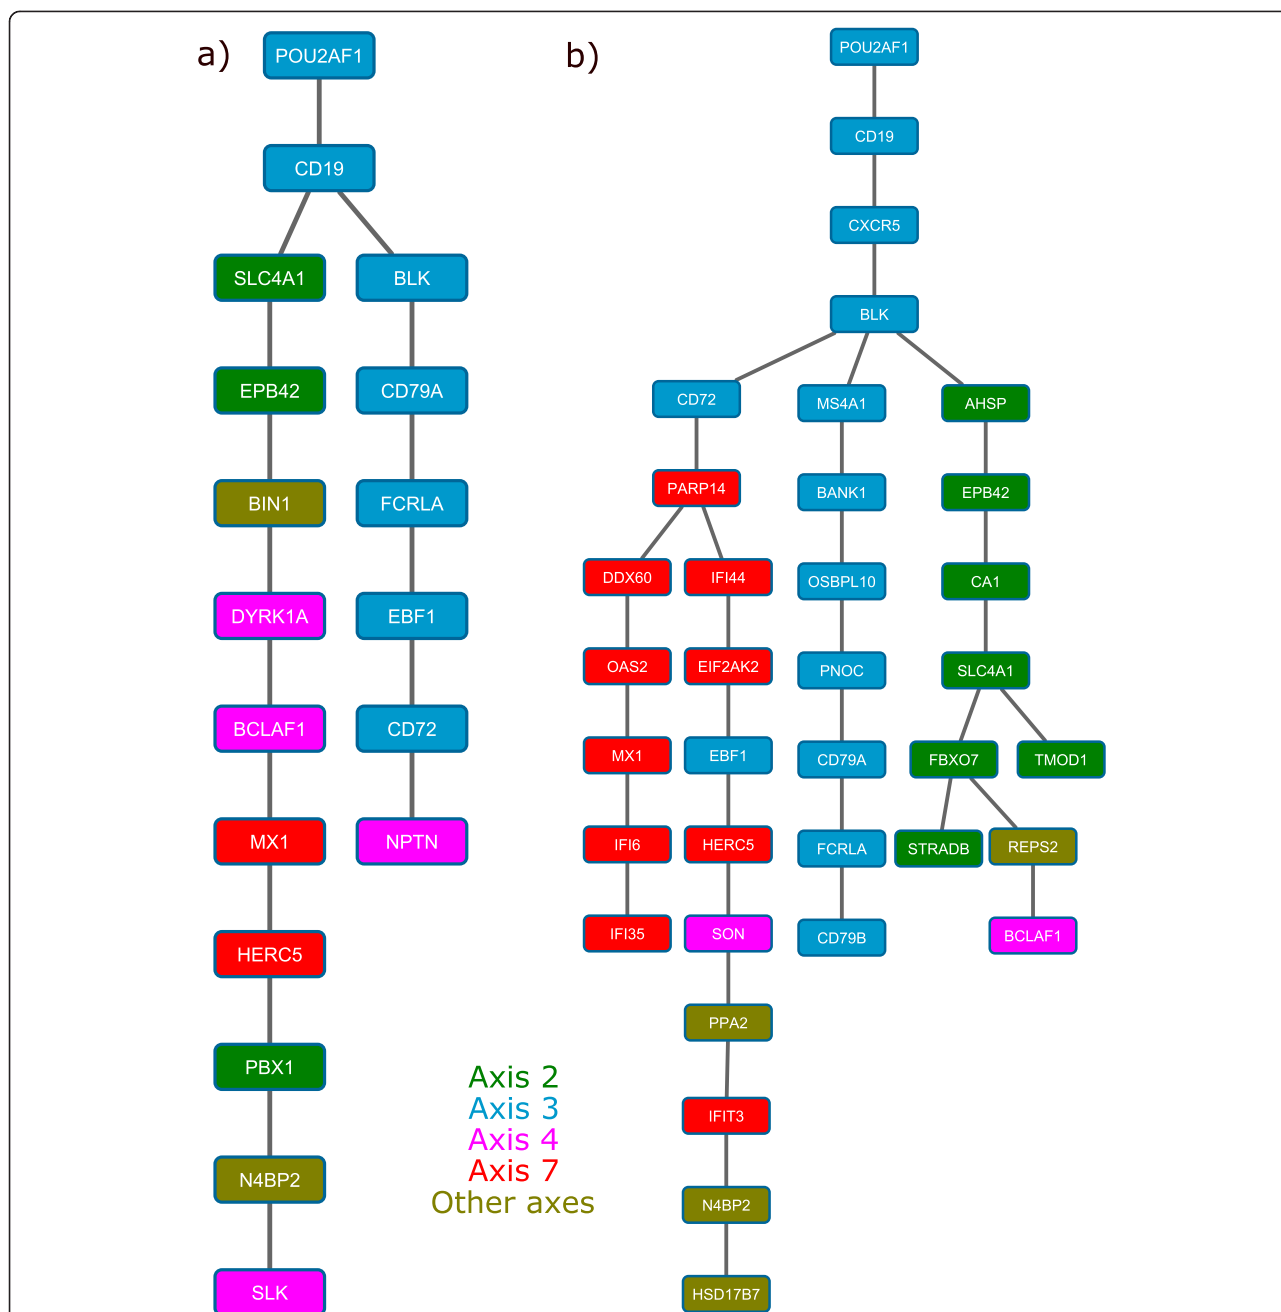 a)
POU2AF1
CD19
SLC4A1 BLK
EPB42 CD79A
BIN1 FCRLA
DYRK1A EBF1
BCLAF1 CD72
MX1 NPTN
HERC5
PBX1
N4BP2
SLK
b)
POU2AF1
CD19
CXCR5
BLK
CD72 MS4A1 AHSP
PARP14 BANK1 EPB42
DDX60 IFI44 OSBPL10 CA1
OAS2 EIF2AK2 PNOC SLC4A1
MX1 EBF1 CD79A FBXO7 TMOD1
IFI6 HERC5 FCRLA STRADB REPS2
IFI35 SON CD79B BCLAF1
PPA2
IFIT3
N4BP2
HSD17B7
Axis 2
Axis 3
Axis 4
Axis 7
Other axes